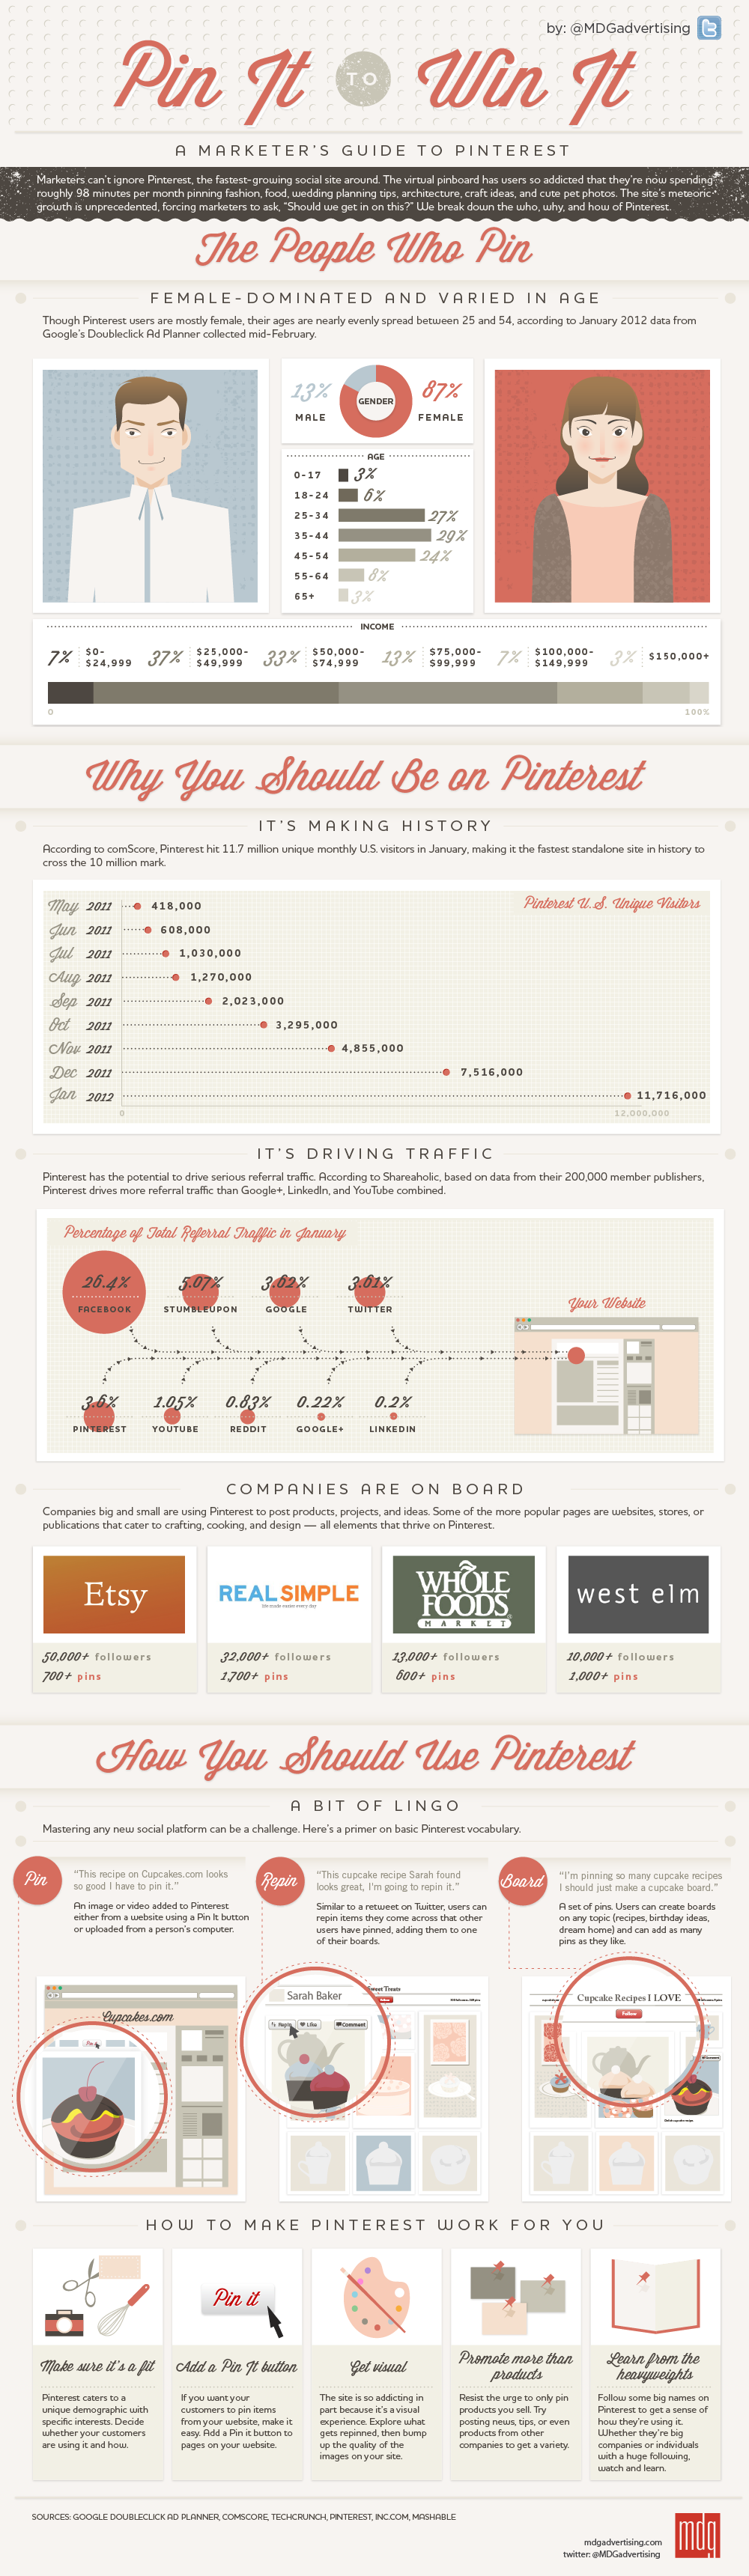 by: @MDGadvertising
Pin It TO Win It
A MARKETER'S GUIDE TO PINTEREST
Marketers can't ignore Pinterest, the fastest-growing social site around. The virtual pinboard has users so addicted that they're now spending
roughly 98 minutes per month pinning fashion, food, wedding planning tips, architecture, craft ideas, and cute pet photos. The site's meteoric
growth is unprecedented, forcing marketers to ask, "Should we get in on this?" We break down the who, why, and how of Pinterest.
The People Who Pin
FEMALE-DOMINATED AND VARIED IN AGE
Though Pinterest users are mostly female, their ages are nearly evenly spread between 25 and 54, according to January 2012 data from
Google's Doubleclick Ad Planner collected mid-February.
13% MALE
GENDER
87% FEMALE
AGE
0-17 3%
18-24 6%
25-34 27%
35-44 29%
45-54 24%
55-64 8%
65+ 3%
INCOME
7% $0-
$24,999
37% $25,000-
$49,999
33% $50,000-
$74,999
13% $75,000-
$99,999
7% $100,000-
$149,999
3% $150,000+
0 100%
Why You Should Be on Pinterest
IT'S MAKING HISTORY
According to comScore, Pinterest hit 11.7 million unique monthly U.S. visitors in January, making it the fastest standalone site in history to
cross the 10 million mark.
Pinterest U.S. Unique Visitors
May 2011 418,000
Jun 2011 608,000
Jul 2011 1,030,000
Aug 2011 1,270,000
Sep 2011 2,023,000
Oct 2011 3,295,000
Nov 2011 4,855,000
Dec 2011 7,516,000
Jan 2012 11,716,000
0 12,000,000
IT'S DRIVING TRAFFIC
Pinterest has the potential to drive serious referral traffic. According to Shareaholic, based on data from their 200,000 member publishers,
Pinterest drives more referral traffic than Google+, LinkedIn, and YouTube combined.
Percentage of Total Referral Traffic in January
26.4% 5.07% 3.62% 3.61%
FACEBOOK STUMBLEUPON GOOGLE TWITTER
Your Website
3.6% 1.05% 0.83% 0.22% 0.2%
PINTEREST YOUTUBE REDDIT GOOGLE+ LINKEDIN
COMPANIES ARE ON BOARD
Companies big and small are using Pinterest to post products, projects, and ideas. Some of the more popular pages are websites, stores, or
publications that cater to crafting, cooking, and design — all elements that thrive on Pinterest.
Etsy
50,000+ followers
700+ pins
REAL SIMPLE
life made easier every day
32,000+ followers
1,700+ pins
WHOLE
FOODS
MARKET
13,000+ followers
600+ pins
west elm
10,000+ followers
1,000+ pins
How You Should Use Pinterest
A BIT OF LINGO
Mastering any new social platform can be a challenge. Here's a primer on basic Pinterest vocabulary.
Pin
"This recipe on Cupcakes.com looks
so good I have to pin it."
An image or video added to Pinterest
either from a website using a Pin It button
or uploaded from a person's computer.
Repin
"This cupcake recipe Sarah found
looks great, I'm going to repin it."
Similar to a retweet on Twitter, users can
repin items they come across that other
users have pinned, adding them to one
of their boards.
Board
"I'm pinning so many cupcake recipes
I should just make a cupcake board."
A set of pins. Users can create boards
on any topic (recipes, birthday ideas,
dream home) and can add as many
pins as they like.
Cupcakes.com
Sarah Baker
Sweet Treats
Repin Like Comment
Cupcake Recipes I LOVE
Follow
HOW TO MAKE PINTEREST WORK FOR YOU
Make sure it's a fit
Pinterest caters to a
unique demographic with
specific interests. Decide
whether your customers
are using it and how.
Pin it
Add a Pin It button
If you want your
customers to pin items
from your website, make it
easy. Add a Pin it button to
pages on your website.
Get visual
The site is so addicting in
part because it's a visual
experience. Explore what
gets repinned, then bump
up the quality of the
images on your site.
Promote more than
products
Resist the urge to only pin
products you sell. Try
posting news, tips, or even
products from other
companies to get a variety.
Learn from the
heavyweights
Follow some big names on
Pinterest to get a sense of
how they're using it.
Whether they're big
companies or individuals
with a huge following,
watch and learn.
SOURCES: GOOGLE DOUBLECLICK AD PLANNER, COMSCORE, TECHCRUNCH, PINTEREST, INC.COM, MASHABLE
mdgadvertising.com
twitter: @MDGadvertising
mdg